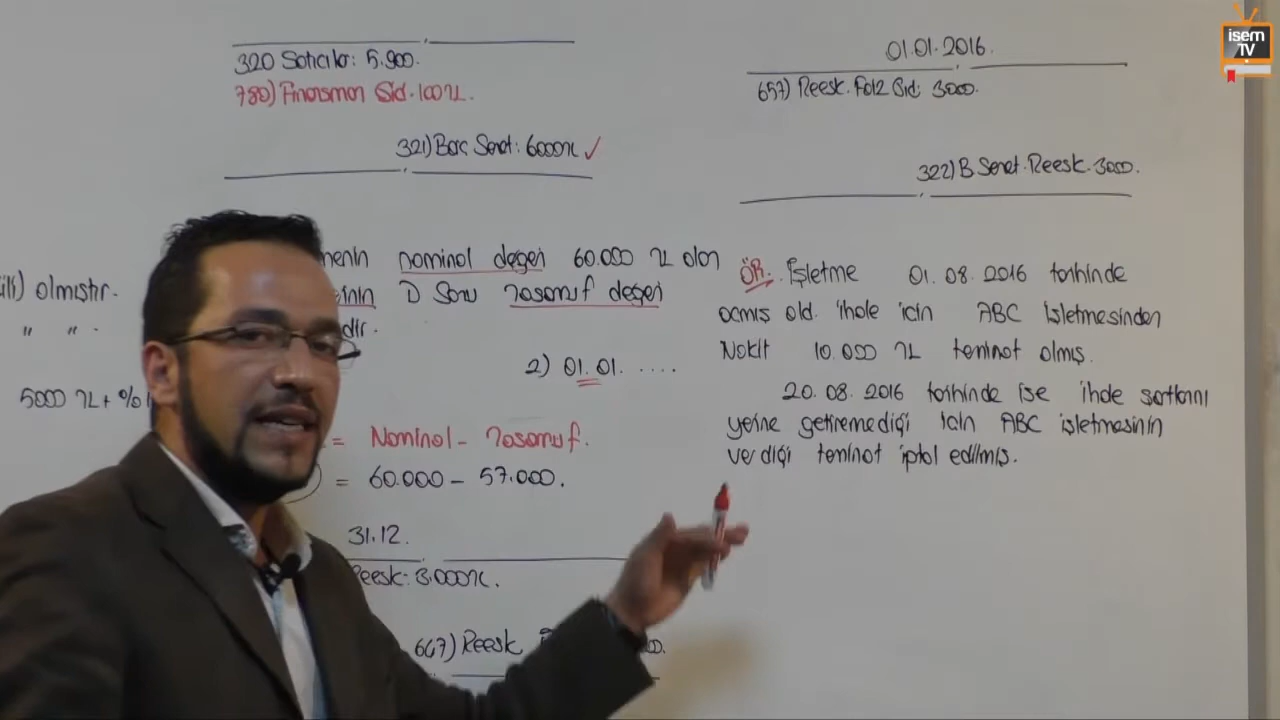 320 Satıcılar: 5.900.
780) Finansman Gid. 100 TL.
321) Borç Senet: 6000 TL ✓
nominal değeri 60.000 TL olan
olmıştır.
D Sonu Tasarruf değeri
dir.
" " .
2) 01.01. ....
5000 TL + %
= Nominal - Tasarruf.
= 60.000 - 57.000.
31.12.
Reesk: 3.000 TL.
647) Reesk
01.01.2016.
657) Reesk. Faiz Gid: 3000.
322) B Senet. Reesk. 3000.
ÖR: İşletme 01.08.2016 tarihinde
açmış old. ihale için ABC işletmesinden
Nakit 10.000 TL teminat almış.
20.08.2016 tarihinde ise ihale şartlarını
yerine getiremediği için ABC işletmesinin
verdiği teminat iptal edilmiş.
isem
TV